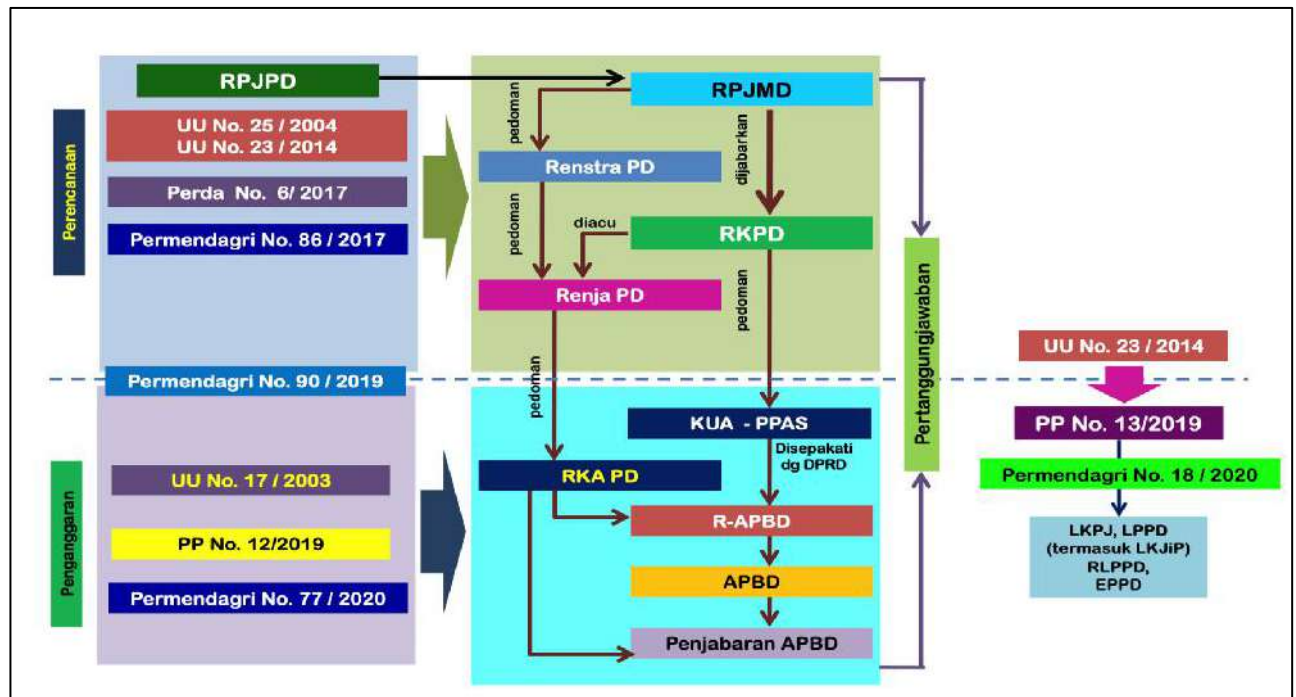 Perencanaan
RPJPD
UU No. 25 / 2004
UU No. 23 / 2014
Perda No. 6/ 2017
Permendagri No. 86 / 2017
RPJMD
pedoman
Renstra PD
dijabarkan
pedoman
diacu
RKPD
Renja PD
pedoman
Permendagri No. 90 / 2019
pedoman
Penganggaran
UU No. 17 / 2003
PP No. 12/2019
Permendagri No. 77 / 2020
KUA - PPAS
Disepakati
dg DPRD
RKA PD
R-APBD
APBD
Penjabaran APBD
Pertanggungjawaban
UU No. 23 / 2014
PP No. 13/2019
Permendagri No. 18 / 2020
LKPJ, LPPD
(termasuk LKJiP)
RLPPD,
EPPD